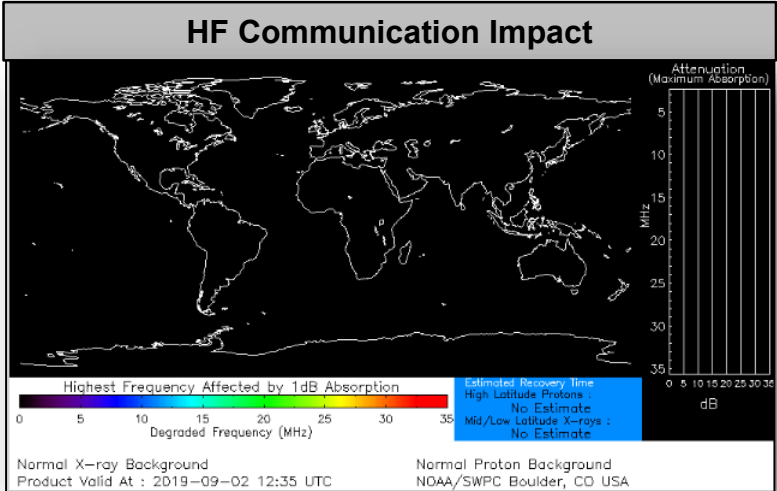 HF Communication Impact
Attenuation
(Maximum Absorption)
5
10
15
20
25
30
35
MHz
0 5 10 15 20 25 30 35
dB
Highest Frequency Affected by 1dB Absorption
0 5 10 15 20 25 30 35
Degraded Frequency (MHz)
Estimated Recovery Time
High Latitude Protons :
No Estimate
Mid/Low Latitude X-rays :
No Estimate
Normal X-ray Background
Normal Proton Background
Product Valid At : 2019-09-02 12:35 UTC
NOAA/SWPC Boulder, CO USA